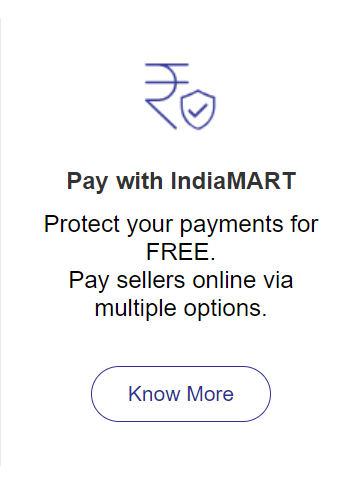 Pay with IndiaMART
Protect your payments for
FREE.
Pay sellers online via
multiple options.
Know More